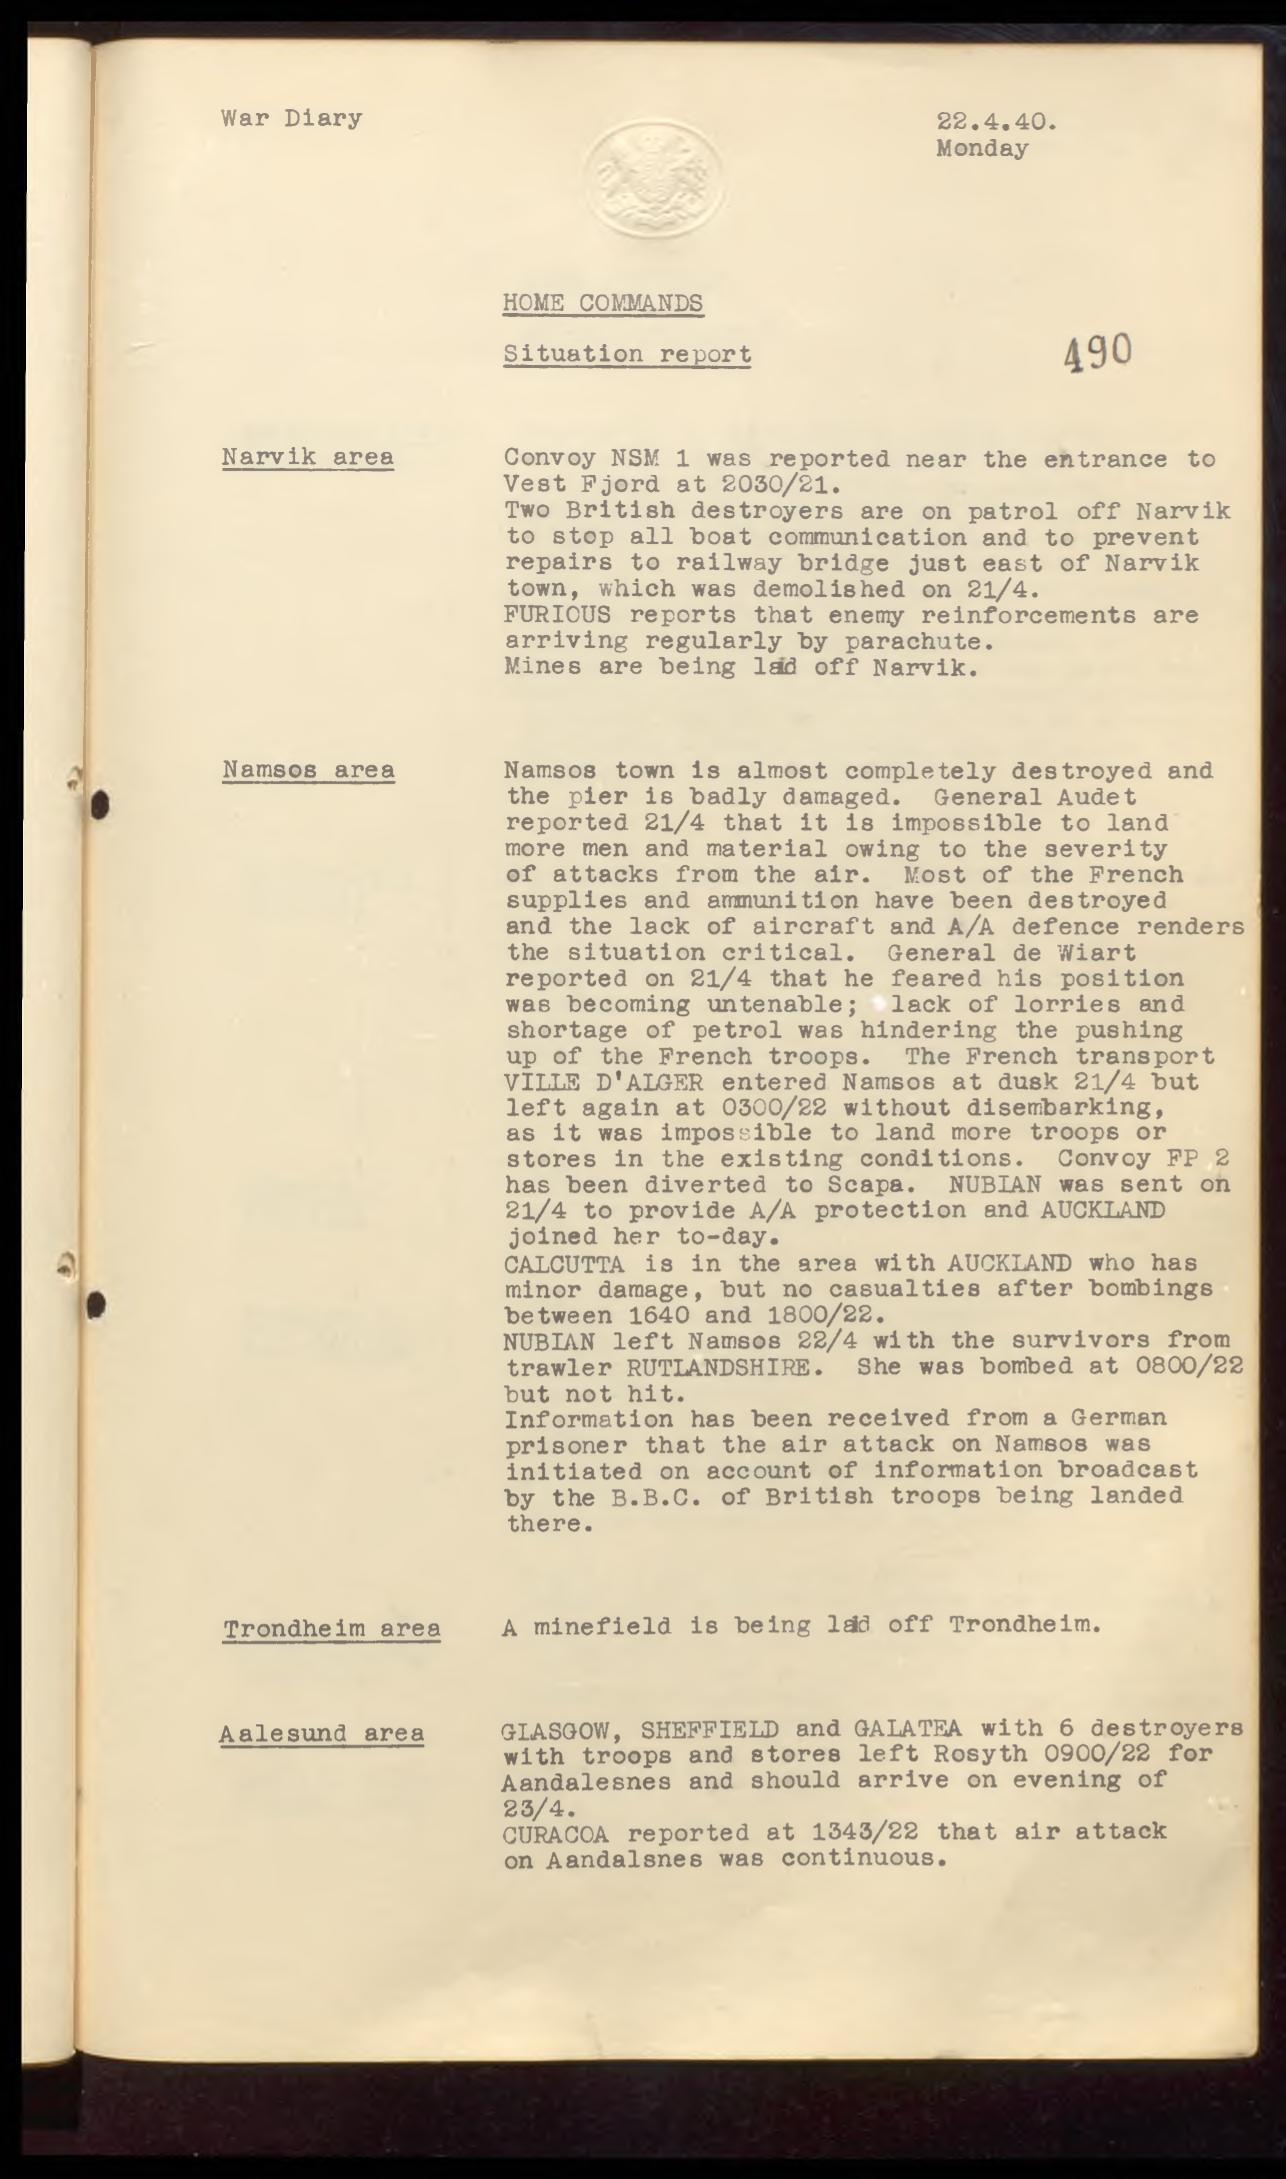 War Diary
22.4.40.
Monday
HOME COMMANDS
Situation report
490
Narvik area
Convoy NSM 1 was reported near the entrance to
Vest Fjord at 2030/21.
Two British destroyers are on patrol off Narvik
to stop all boat communication and to prevent
repairs to railway bridge just east of Narvik
town, which was demolished on 21/4.
FURIOUS reports that enemy reinforcements are
arriving regularly by parachute.
Mines are being laid off Narvik.
Namsos area
Namsos town is almost completely destroyed and
the pier is badly damaged. General Audet
reported 21/4 that it is impossible to land
more men and material owing to the severity
of attacks from the air. Most of the French
supplies and ammunition have been destroyed
and the lack of aircraft and A/A defence renders
the situation critical. General de Wiart
reported on 21/4 that he feared his position
was becoming untenable; lack of lorries and
shortage of petrol was hindering the pushing
up of the French troops. The French transport
VILLE D'ALGER entered Namsos at dusk 21/4 but
left again at 0300/22 without disembarking,
as it was impossible to land more troops or
stores in the existing conditions. Convoy FP 2
has been diverted to Scapa. NUBIAN was sent on
21/4 to provide A/A protection and AUCKLAND
joined her to-day.
CALCUTTA is in the area with AUCKLAND who has
minor damage, but no casualties after bombings
between 1640 and 1800/22.
NUBIAN left Namsos 22/4 with the survivors from
trawler RUTLANDSHIRE. She was bombed at 0800/22
but not hit.
Information has been received from a German
prisoner that the air attack on Namsos was
initiated on account of information broadcast
by the B.B.C. of British troops being landed
there.
Trondheim area
A minefield is being laid off Trondheim.
Aalesund area
GLASGOW, SHEFFIELD and GALATEA with 6 destroyers
with troops and stores left Rosyth 0900/22 for
Aandalesnes and should arrive on evening of
23/4.
CURACOA reported at 1343/22 that air attack
on Aandalsnes was continuous.